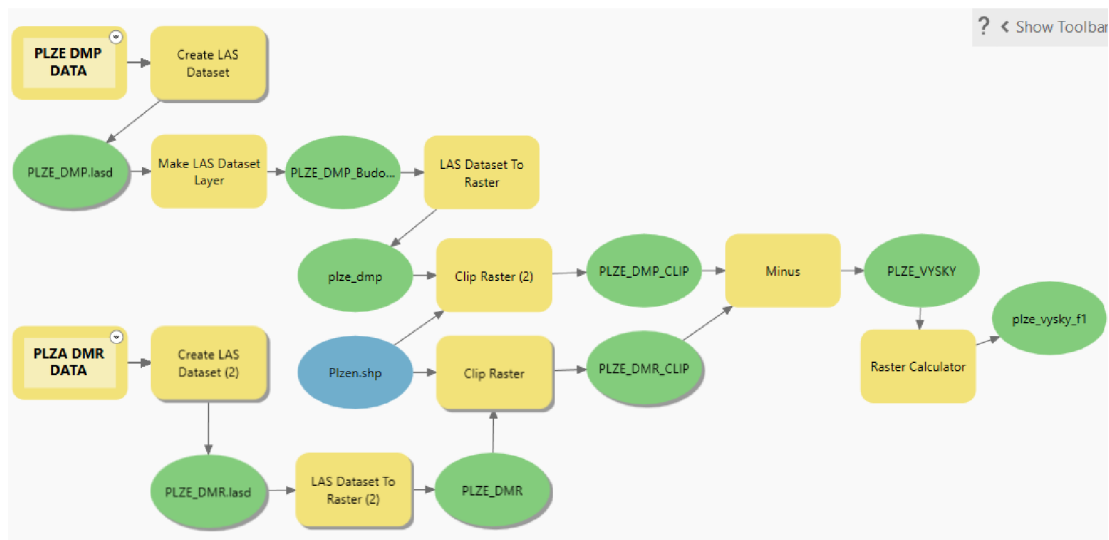 ? < Show Toolbar
PLZE DMP
DATA
Create LAS
Dataset
PLZE_DMP.lasd
Make LAS Dataset
Layer
PLZE_DMP_Budo...
LAS Dataset To
Raster
plze_dmp
Clip Raster (2)
PLZE_DMP_CLIP
Minus
PLZE_VYSKY
plze_vysky_f1
PLZA DMR
DATA
Create LAS
Dataset (2)
Plzen.shp
Clip Raster
PLZE_DMR_CLIP
Raster Calculator
PLZE_DMR.lasd
LAS Dataset To
Raster (2)
PLZE_DMR